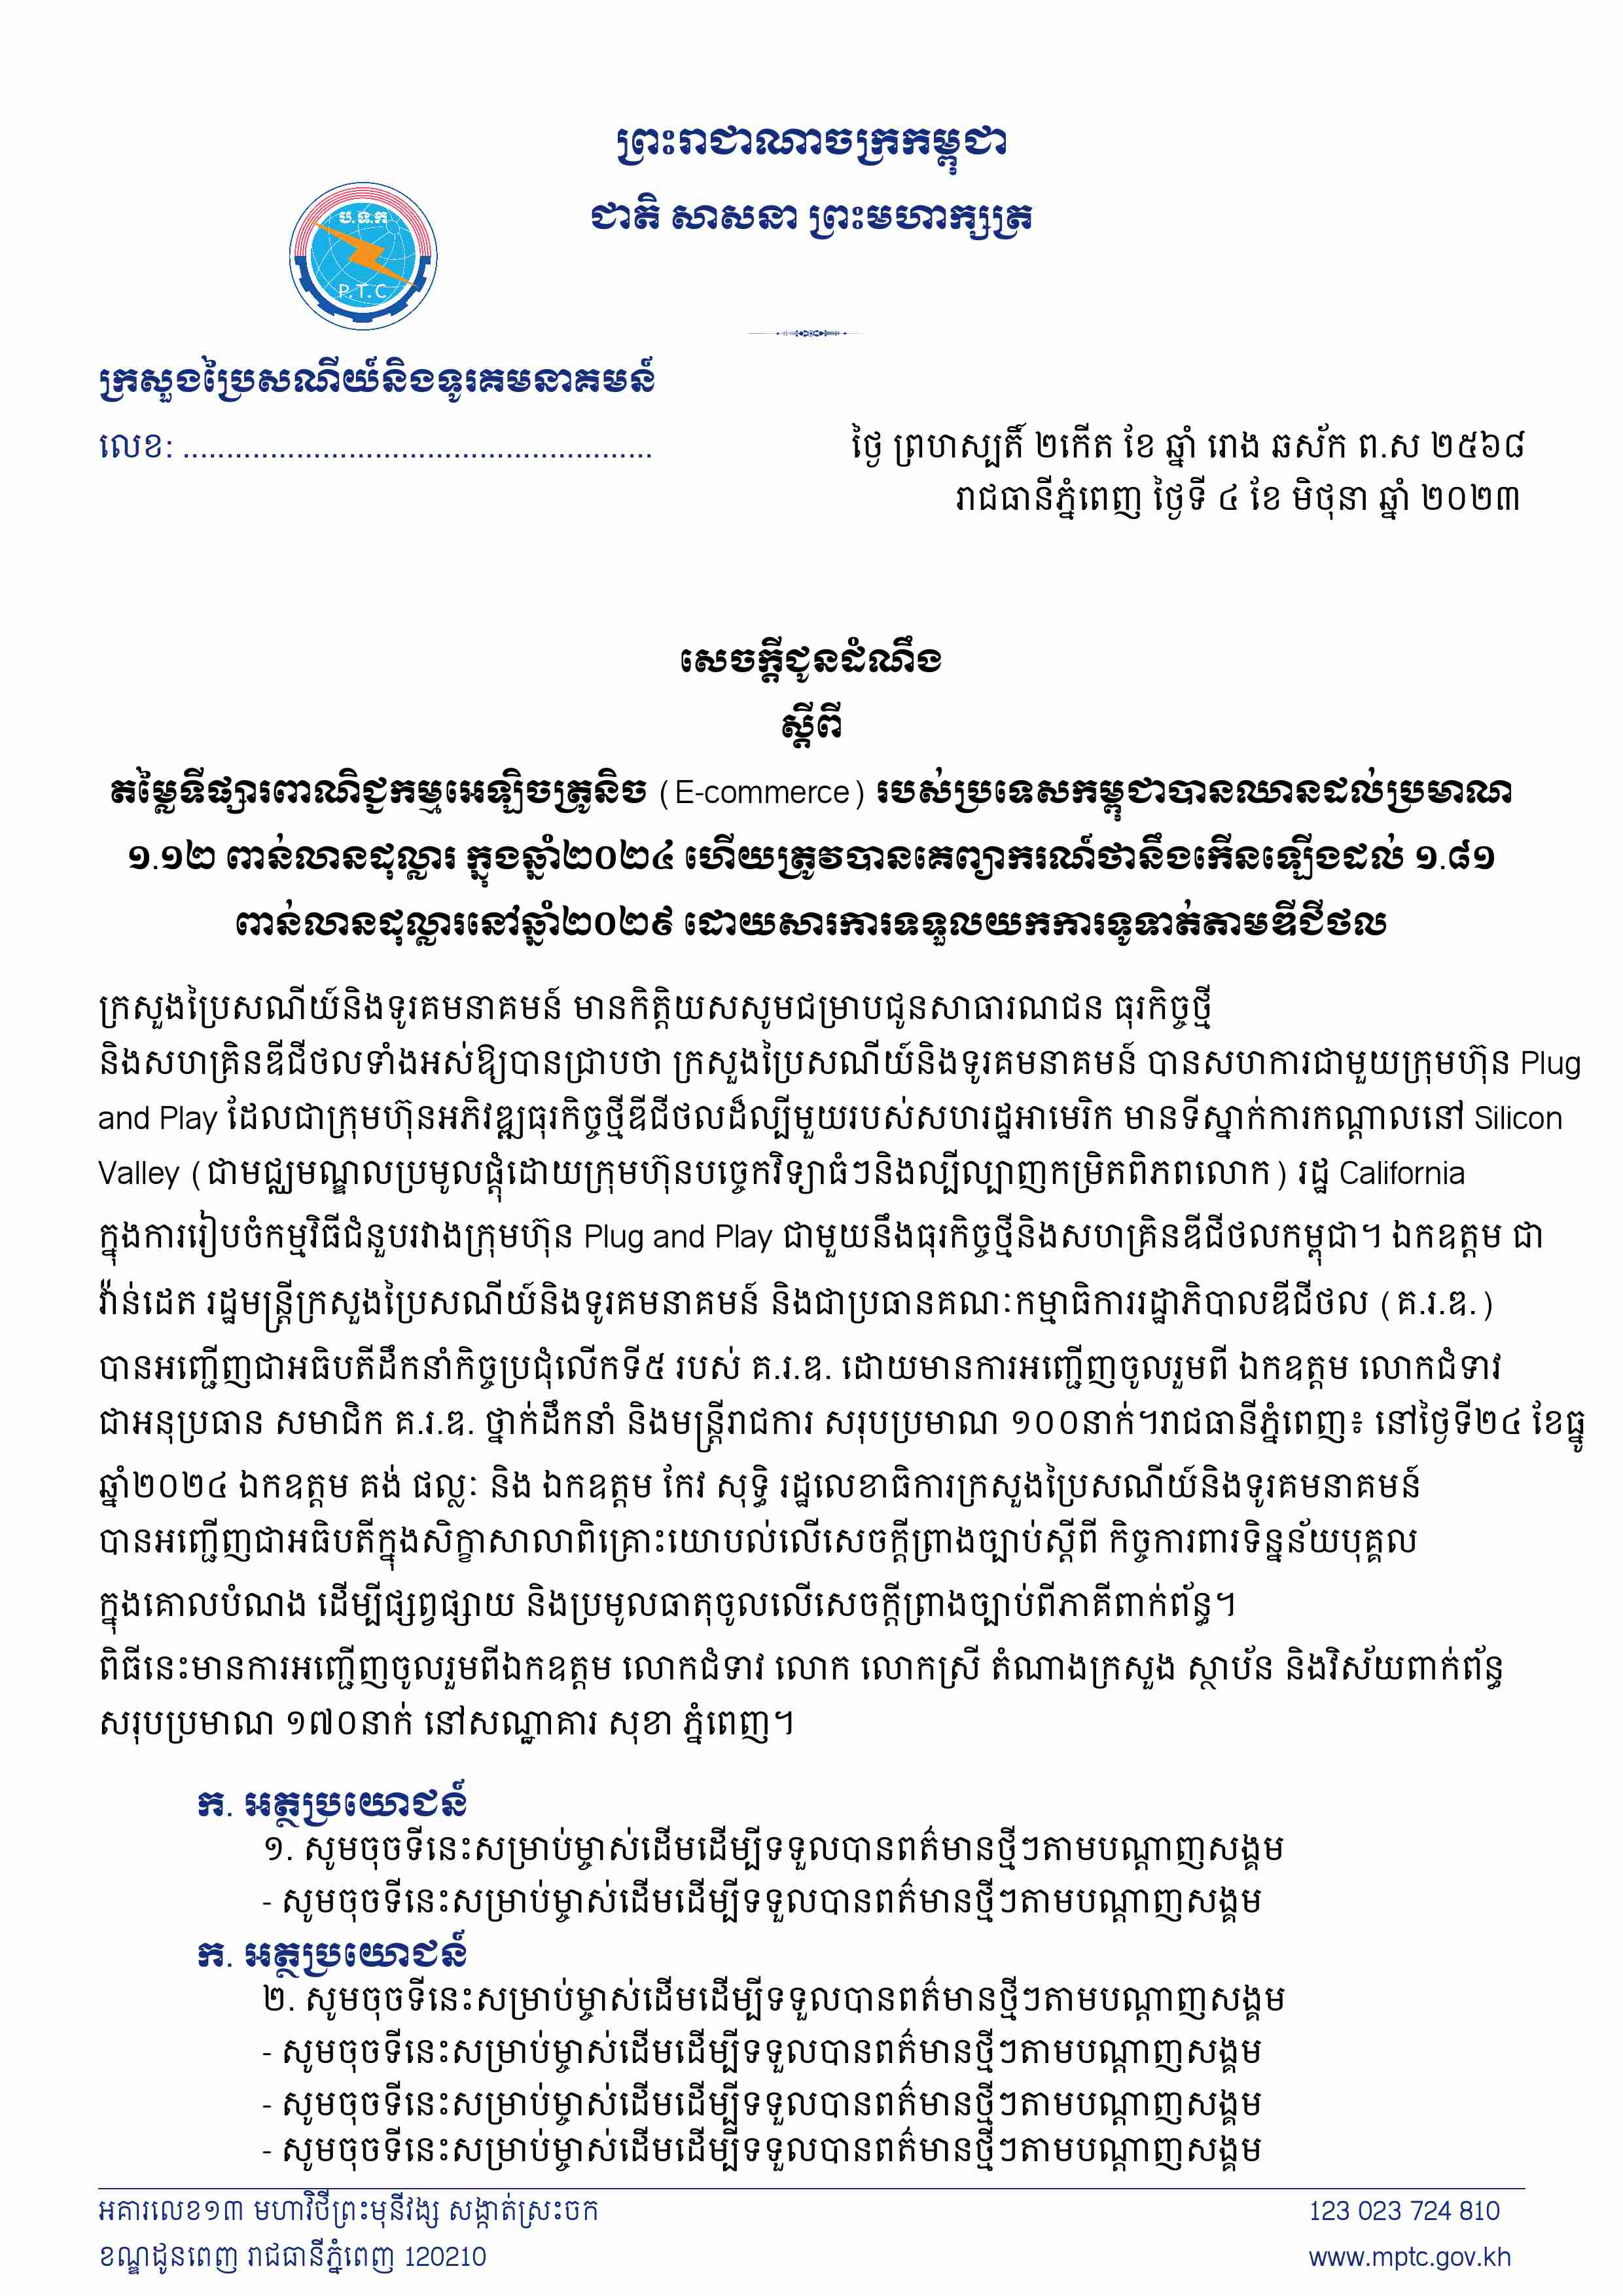 ព្រះរាជាណាចក្រកម្ពុជា
ជាតិ សាសនា ព្រះមហាក្សត្រ
ប.ទ.ក
P.T.C
ក្រសួងប្រៃសណីយ៍និងទូរគមនាគមន៍
លេខ: ......................................................
ថ្ងៃ ព្រហស្បតិ៍ ២កើត ខែ ឆ្នាំ រោង ឆស័ក ព.ស ២៥៦៨
រាជធានីភ្នំពេញ ថ្ងៃទី ៤ ខែ មិថុនា ឆ្នាំ ២០២៣
សេចក្តីជូនដំណឹង
ស្តីពី
តម្លៃទីផ្សារពាណិជ្ជកម្មអេឡិចត្រូនិច (E-commerce) របស់ប្រទេសកម្ពុជាបានឈានដល់ប្រមាណ
១.១២ ពាន់លានដុល្លារ ក្នុងឆ្នាំ២០២៤ ហើយត្រូវបានគេព្យាករណ៍ថានឹងកើនឡើងដល់ ១.៨១
ពាន់លានដុល្លារនៅឆ្នាំ២០២៩ ដោយសារការទទួលយកការទូទាត់តាមឌីជីថល
ក្រសួងប្រៃសណីយ៍និងទូរគមនាគមន៍ មានកិត្តិយសសូមជម្រាបជូនសាធារណជន ធុរកិច្ចថ្មី
និងសហគ្រិនឌីជីថលទាំងអស់ឱ្យបានជ្រាបថា ក្រសួងប្រៃសណីយ៍និងទូរគមនាគមន៍ បានសហការជាមួយក្រុមហ៊ុន Plug
and Play ដែលជាក្រុមហ៊ុនអភិវឌ្ឍធុរកិច្ចថ្មីឌីជីថលដ៏ល្បីមួយរបស់សហរដ្ឋអាមេរិក មានទីស្នាក់ការកណ្តាលនៅ Silicon
Valley (ជាមជ្ឈមណ្ឌលប្រមូលផ្តុំដោយក្រុមហ៊ុនបច្ចេកវិទ្យាធំៗនិងល្បីល្បាញកម្រិតពិភពលោក) រដ្ឋ California
ក្នុងការរៀបចំកម្មវិធីជំនួបរវាងក្រុមហ៊ុន Plug and Play ជាមួយនឹងធុរកិច្ចថ្មីនិងសហគ្រិនឌីជីថលកម្ពុជា។ ឯកឧត្តម ជា
វ៉ាន់ដេត រដ្ឋមន្ត្រីក្រសួងប្រៃសណីយ៍និងទូរគមនាគមន៍ និងជាប្រធានគណៈកម្មាធិការរដ្ឋាភិបាលឌីជីថល (គ.រ.ឌ.)
បានអញ្ជើញជាអធិបតីដឹកនាំកិច្ចប្រជុំលើកទី៥ របស់ គ.រ.ឌ. ដោយមានការអញ្ជើញចូលរួមពី ឯកឧត្តម លោកជំទាវ
ជាអនុប្រធាន សមាជិក គ.រ.ឌ. ថ្នាក់ដឹកនាំ និងមន្ត្រីរាជការ សរុបប្រមាណ ១០០នាក់។រាជធានីភ្នំពេញ៖ នៅថ្ងៃទី២៤ ខែធ្នូ
ឆ្នាំ២០២៤ ឯកឧត្តម គង់ ផល្លៈ និង ឯកឧត្តម កែវ សុទ្ធិ រដ្ឋលេខាធិការក្រសួងប្រៃសណីយ៍និងទូរគមនាគមន៍
បានអញ្ជើញជាអធិបតីក្នុងសិក្ខាសាលាពិគ្រោះយោបល់លើសេចក្តីព្រាងច្បាប់ស្តីពី កិច្ចការពារទិន្នន័យបុគ្គល
ក្នុងគោលបំណង ដើម្បីផ្សព្វផ្សាយ និងប្រមូលធាតុចូលលើសេចក្តីព្រាងច្បាប់ពីភាគីពាក់ព័ន្ធ។
ពិធីនេះមានការអញ្ជើញចូលរួមពីឯកឧត្តម លោកជំទាវ លោក លោកស្រី តំណាងក្រសួង ស្ថាប័ន និងវិស័យពាក់ព័ន្ធ
សរុបប្រមាណ ១៧០នាក់ នៅសណ្ឋាគារ សុខា ភ្នំពេញ។
ក. អត្ថប្រយោជន៍
១. សូមចុចទីនេះសម្រាប់ម្ចាស់ដើមដើម្បីទទួលបានពត៌មានថ្មីៗតាមបណ្តាញសង្គម
- សូមចុចទីនេះសម្រាប់ម្ចាស់ដើមដើម្បីទទួលបានពត៌មានថ្មីៗតាមបណ្តាញសង្គម
ក. អត្ថប្រយោជន៍
២. សូមចុចទីនេះសម្រាប់ម្ចាស់ដើមដើម្បីទទួលបានពត៌មានថ្មីៗតាមបណ្តាញសង្គម
- សូមចុចទីនេះសម្រាប់ម្ចាស់ដើមដើម្បីទទួលបានពត៌មានថ្មីៗតាមបណ្តាញសង្គម
- សូមចុចទីនេះសម្រាប់ម្ចាស់ដើមដើម្បីទទួលបានពត៌មានថ្មីៗតាមបណ្តាញសង្គម
- សូមចុចទីនេះសម្រាប់ម្ចាស់ដើមដើម្បីទទួលបានពត៌មានថ្មីៗតាមបណ្តាញសង្គម
អគារលេខ១៣ មហាវិថីព្រះមុនីវង្ស សង្កាត់ស្រះចក
ខណ្ឌដូនពេញ រាជធានីភ្នំពេញ 120210
123 023 724 810
www.mptc.gov.kh